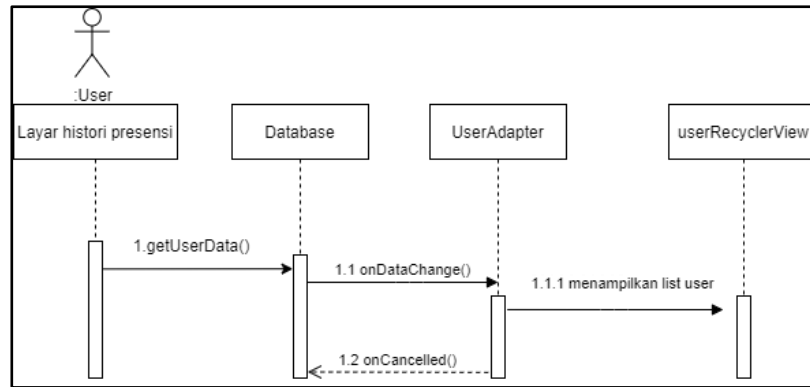 :User
Layar histori presensi
Database
UserAdapter
userRecyclerView
1.getUserData()
1.1 onDataChange()
1.1.1 menampilkan list user
1.2 onCancelled()